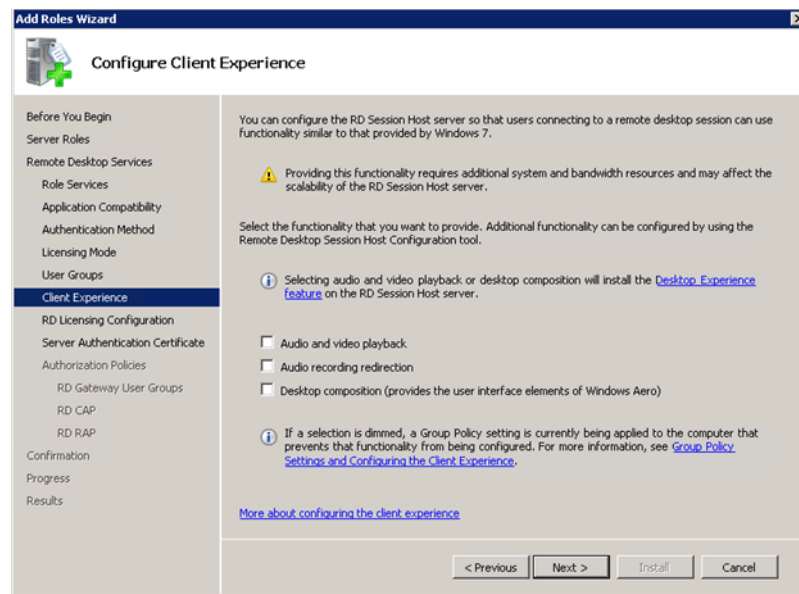 Add Roles Wizard
Configure Client Experience
Before You Begin
Server Roles
Remote Desktop Services
Role Services
Application Compatibility
Authentication Method
Licensing Mode
User Groups
Client Experience
RD Licensing Configuration
Server Authentication Certificate
Authorization Policies
RD Gateway User Groups
RD CAP
RD RAP
Confirmation
Progress
Results
You can configure the RD Session Host server so that users connecting to a remote desktop session can use
functionality similar to that provided by Windows 7.
Providing this functionality requires additional system and bandwidth resources and may affect the
scalability of the RD Session Host server.
Select the functionality that you want to provide. Additional functionality can be configured by using the
Remote Desktop Session Host Configuration tool.
Selecting audio and video playback or desktop composition will install the Desktop Experience
feature on the RD Session Host server.
Audio and video playback
Audio recording redirection
Desktop composition (provides the user interface elements of Windows Aero)
If a selection is dimmed, a Group Policy setting is currently being applied to the computer that
prevents that functionality from being configured. For more information, see Group Policy
Settings and Configuring the Client Experience.
More about configuring the client experience
< Previous
Next >
Install
Cancel